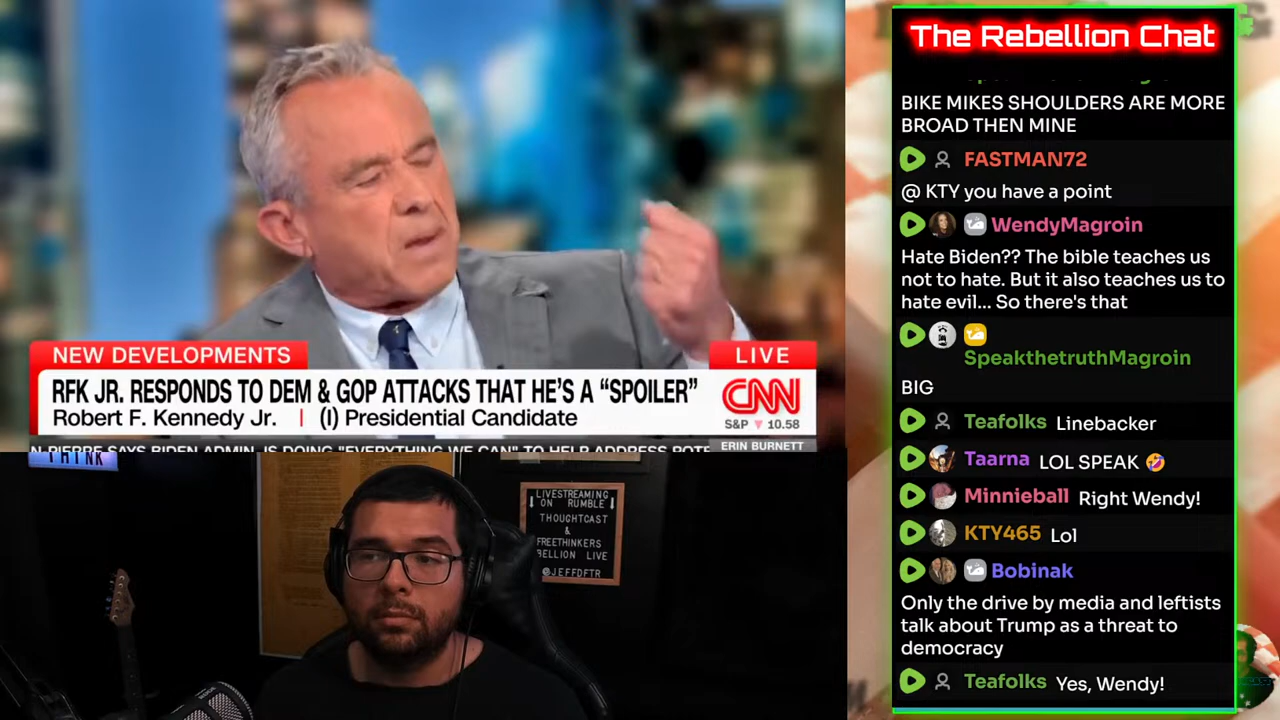 NEW DEVELOPMENTS
LIVE
RFK JR. RESPONDS TO DEM & GOP ATTACKS THAT HE'S A “SPOILER”
Robert F. Kennedy Jr. | (I) Presidential Candidate
CNN
S&P ▼ 10.58
SAYS BIDEN ADMIN. IS DOING "EVERYTHING WE CAN" TO HELP ADDRESS
ERIN BURNETT
THINK
LIVESTREAMING
ON RUMBLE
THOUGHTCAST
&
FREETHINKERS
LIVE
@JEFFDFTR
The Rebellion Chat
BIKE MIKES SHOULDERS ARE MORE
BROAD THEN MINE
FASTMAN72
@ KTY you have a point
WendyMagroin
Hate Biden?? The bible teaches us
not to hate. But it also teaches us to
hate evil... So there's that
SpeakthetruthMagroin
BIG
Teafolks Linebacker
Taarna LOL SPEAK 🤣
Minnieball Right Wendy!
KTY465 Lol
Bobinak
Only the drive by media and leftists
talk about Trump as a threat to
democracy
Teafolks Yes, Wendy!